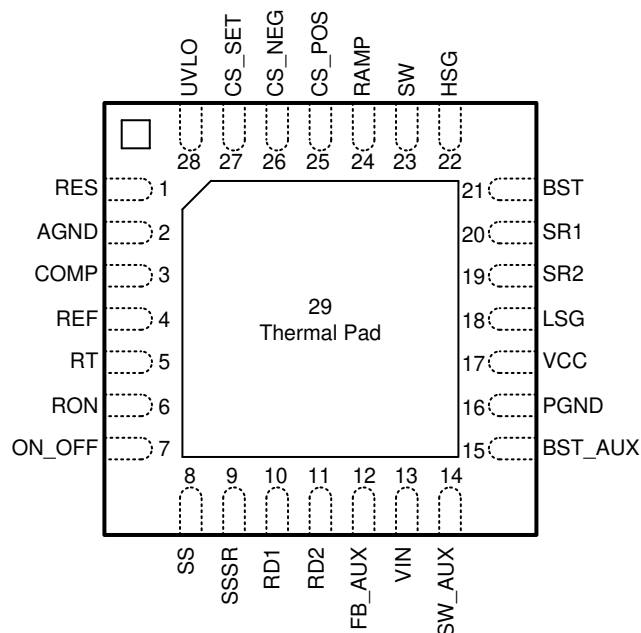 UVLO
CS_SET
CS_NEG
CS_POS
RAMP
SW
HSG
28
27
26
25
24
23
22
RES 1
AGND 2
COMP 3
REF 4
RT 5
RON 6
ON_OFF 7
29
Thermal Pad
21 BST
20 SR1
19 SR2
18 LSG
17 VCC
16 PGND
15 BST_AUX
8
9
10
11
12
13
14
SS
SSSR
RD1
RD2
FB_AUX
VIN
SW_AUX